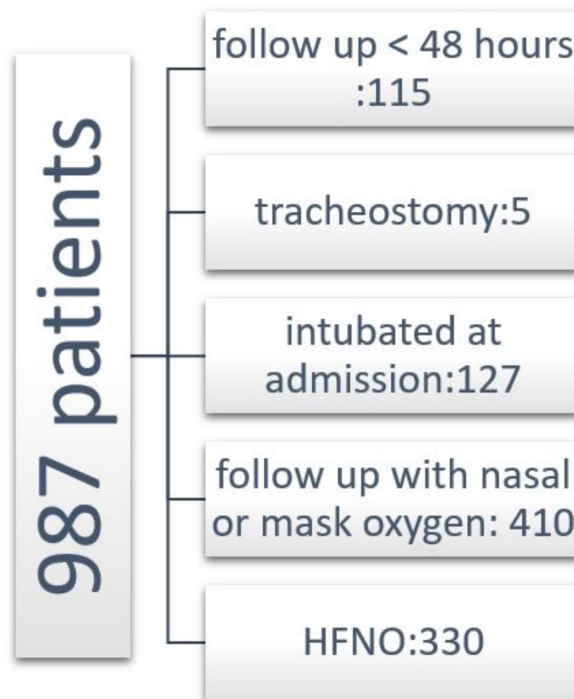 987 patients
follow up < 48 hours
:115
tracheostomy:5
intubated at
admission:127
follow up with nasal
or mask oxygen: 410
HFNO:330